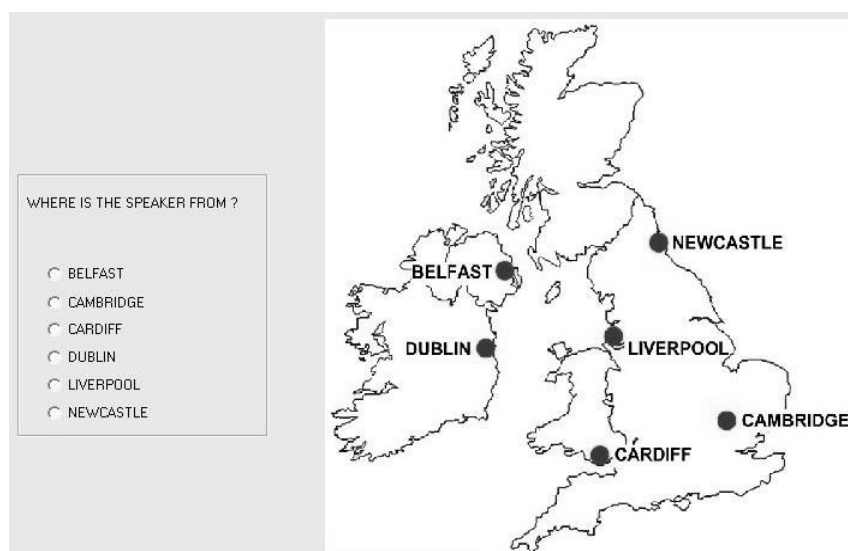 WHERE IS THE SPEAKER FROM ?
BELFAST
CAMBRIDGE
CARDIFF
DUBLIN
LIVERPOOL
NEWCASTLE
NEWCASTLE
BELFAST
DUBLIN
LIVERPOOL
CAMBRIDGE
CARDIFF